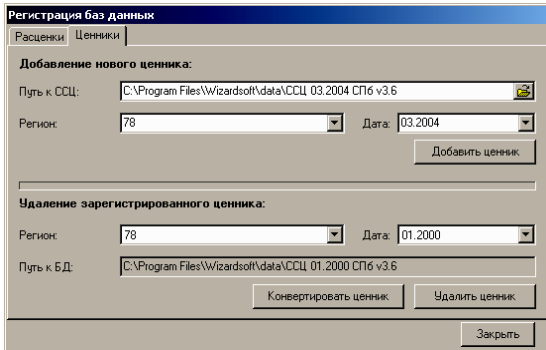 Регистрация баз данных
Расценки Ценники
Добавление нового ценника:
Путь к ССЦ: C:\Program Files\Wizardsoft\data\ССЦ 03.2004 СПб v3.6
Регион: 78 Дата: 03.2004
Добавить ценник
Удаление зарегистрированного ценника:
Регион: 78 Дата: 01.2000
Путь к БД: C:\Program Files\Wizardsoft\data\ССЦ 01.2000 СПб v3.6
Конвертировать ценник Удалить ценник
Закрыть